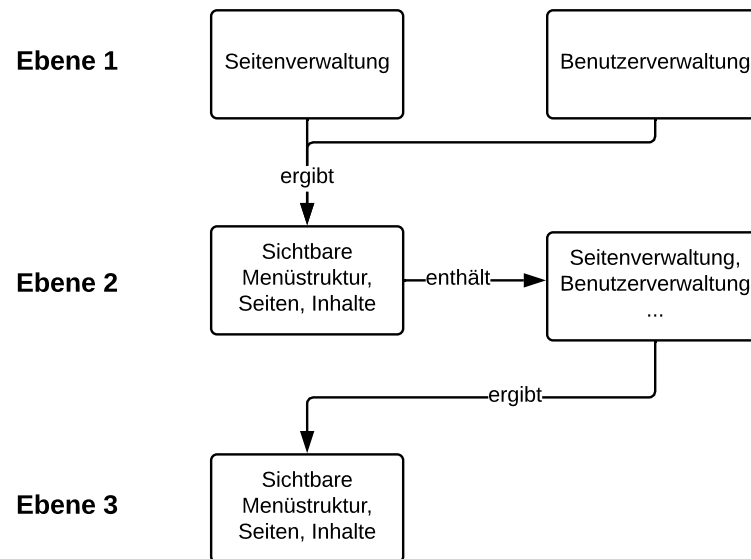 Ebene 1
Seitenverwaltung
Benutzerverwaltung
ergibt
Ebene 2
Sichtbare
Menüstruktur,
Seiten, Inhalte
enthält
Seitenverwaltung,
Benutzerverwaltung
...
ergibt
Ebene 3
Sichtbare
Menüstruktur,
Seiten, Inhalte